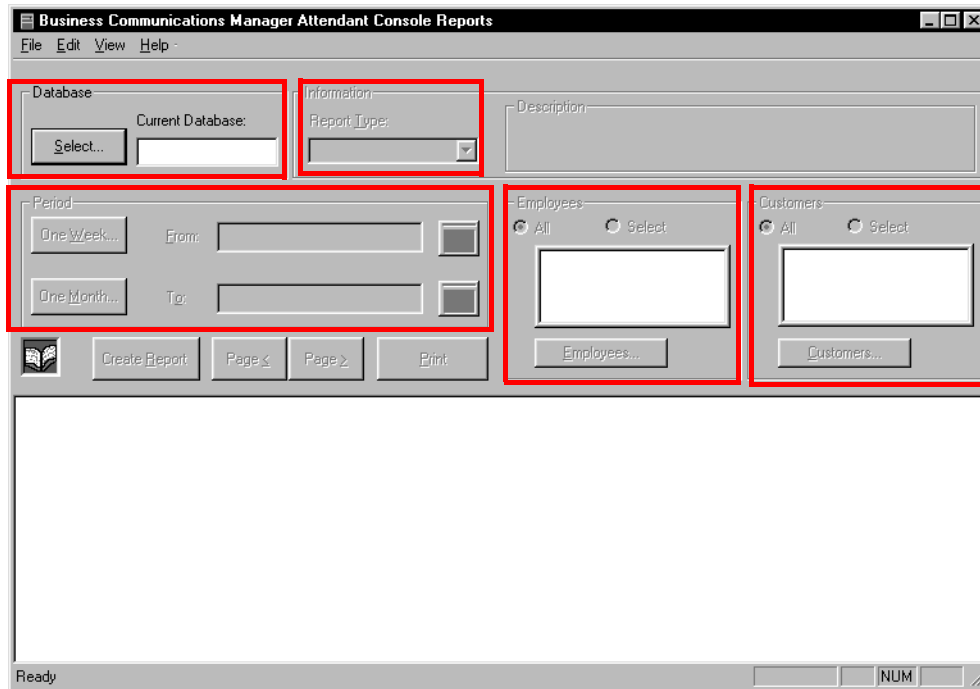 Business Communications Manager Attendant Console Reports
File Edit View Help
Database
Current Database:
Select...
Information
Report Type:
Description
Period
One Week...
From:
One Month...
To:
Employees
All
Select
Employees...
Customers
All
Select
Customers...
Create Report
Page <
Page >
Print
Ready
NUM